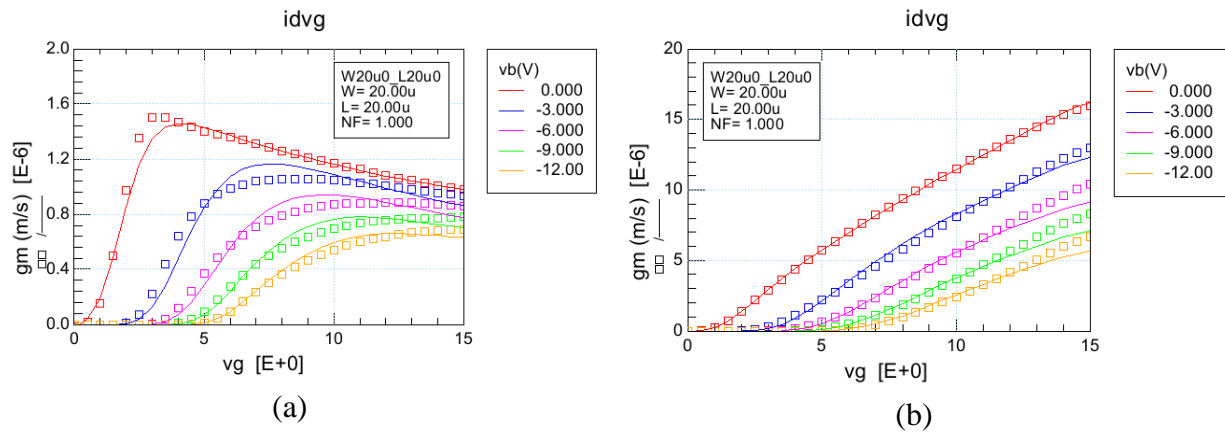 idvg
gm (m/s) [E-6]
□□ /
2.0
1.6
1.2
0.8
0.4
0.0
0
5
10
15
vg [E+0]
W20u0_L20u0
W= 20.00u
L= 20.00u
NF= 1.000
vb(V)
0.000
-3.000
-6.000
-9.000
-12.00
(a)
idvg
gm (m/s) [E-6]
□□ /
20
15
10
5
0
0
5
10
15
vg [E+0]
W20u0_L20u0
W= 20.00u
L= 20.00u
NF= 1.000
vb(V)
0.000
-3.000
-6.000
-9.000
-12.00
(b)